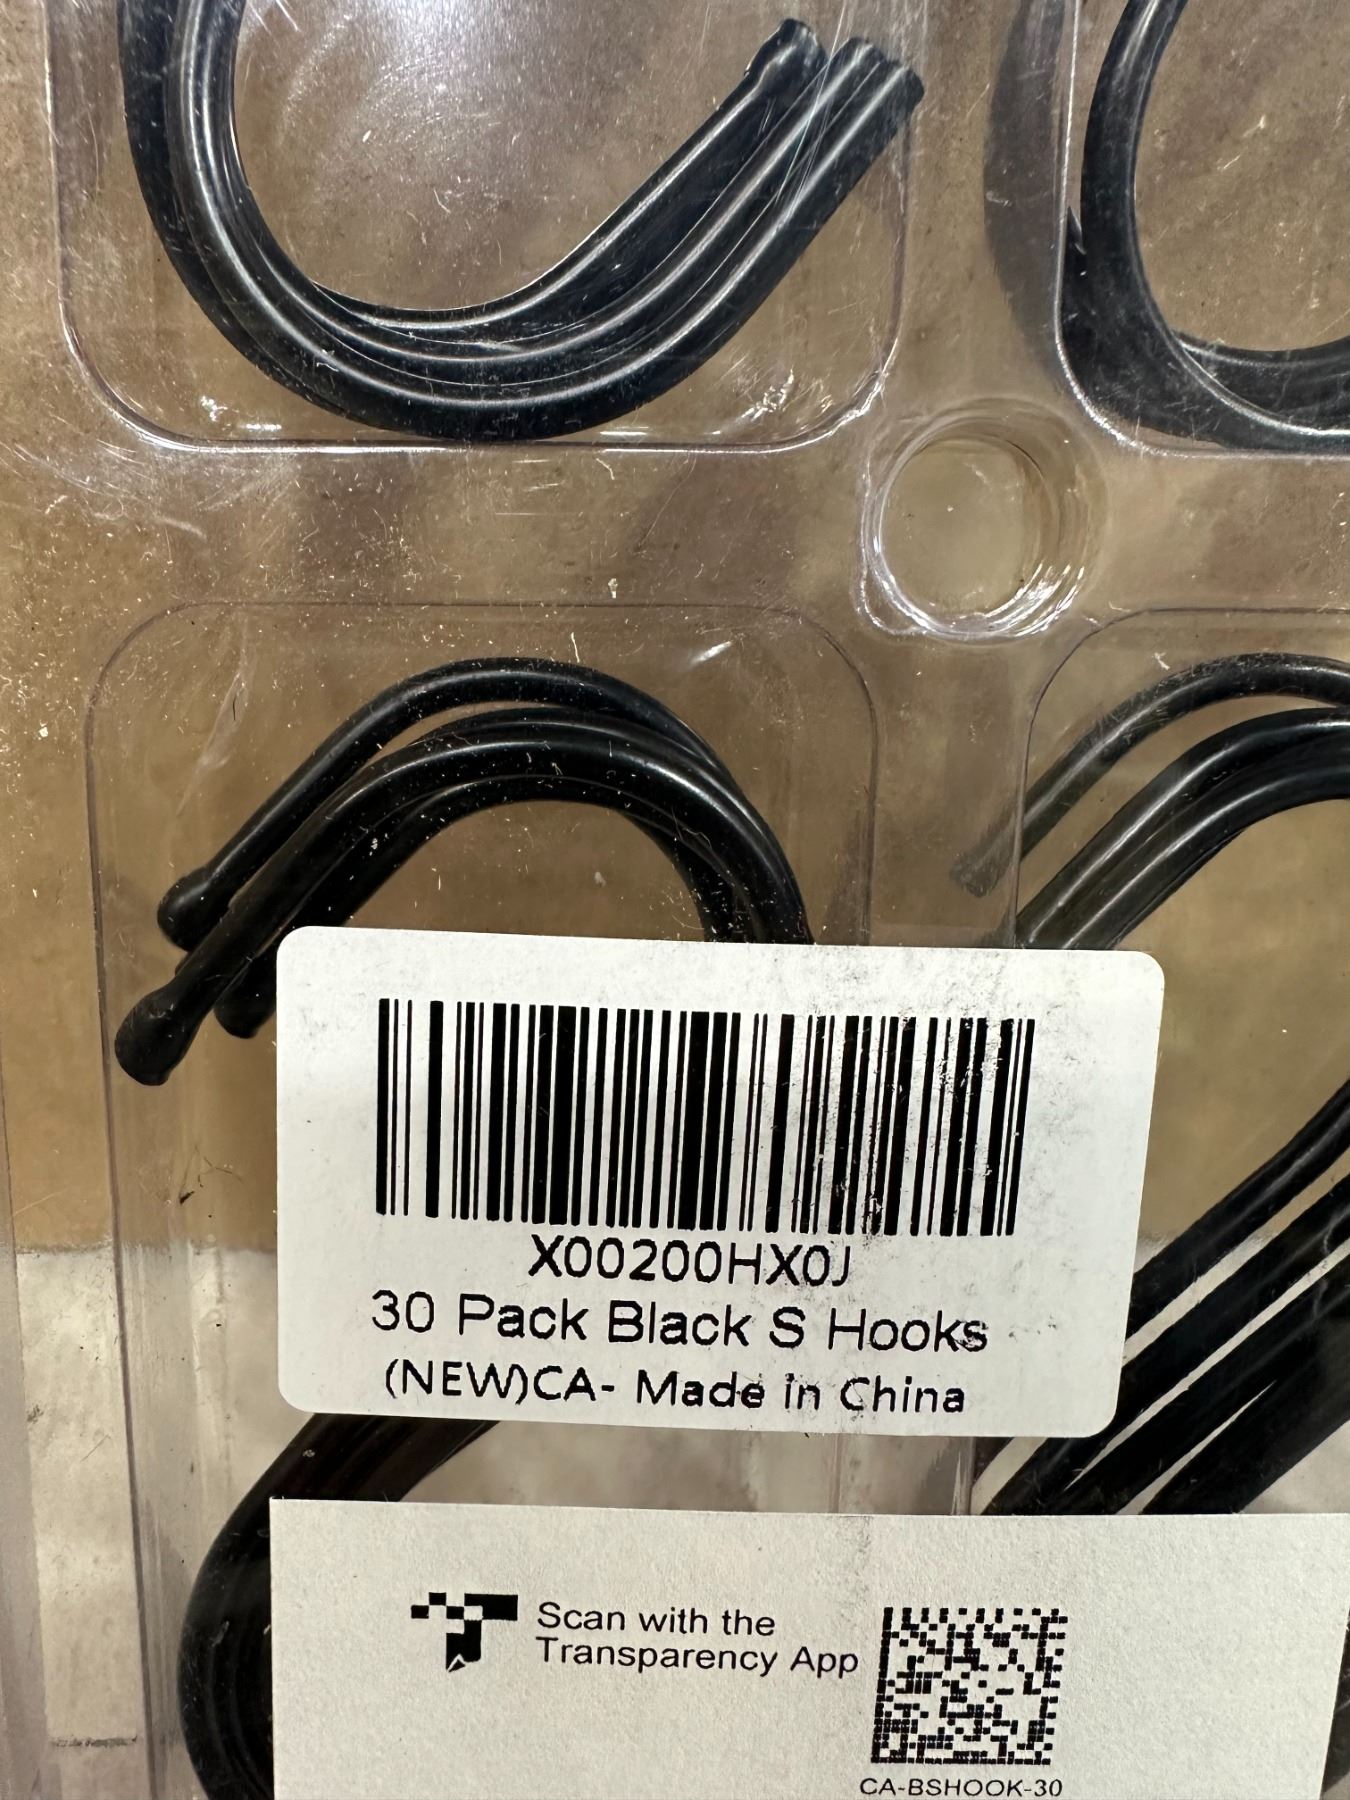 X00200HX0J
30 Pack Black S Hooks
(NEW)CA- Made in China
Scan with the
Transparency App
CA-BSHOOK-30